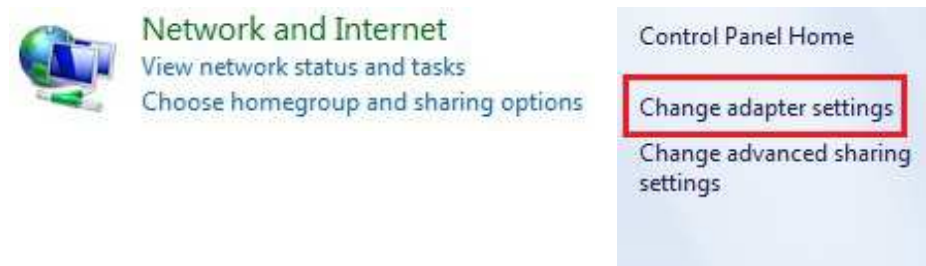 Network and Internet
View network status and tasks
Choose homegroup and sharing options
Control Panel Home
Change adapter settings
Change advanced sharing
settings